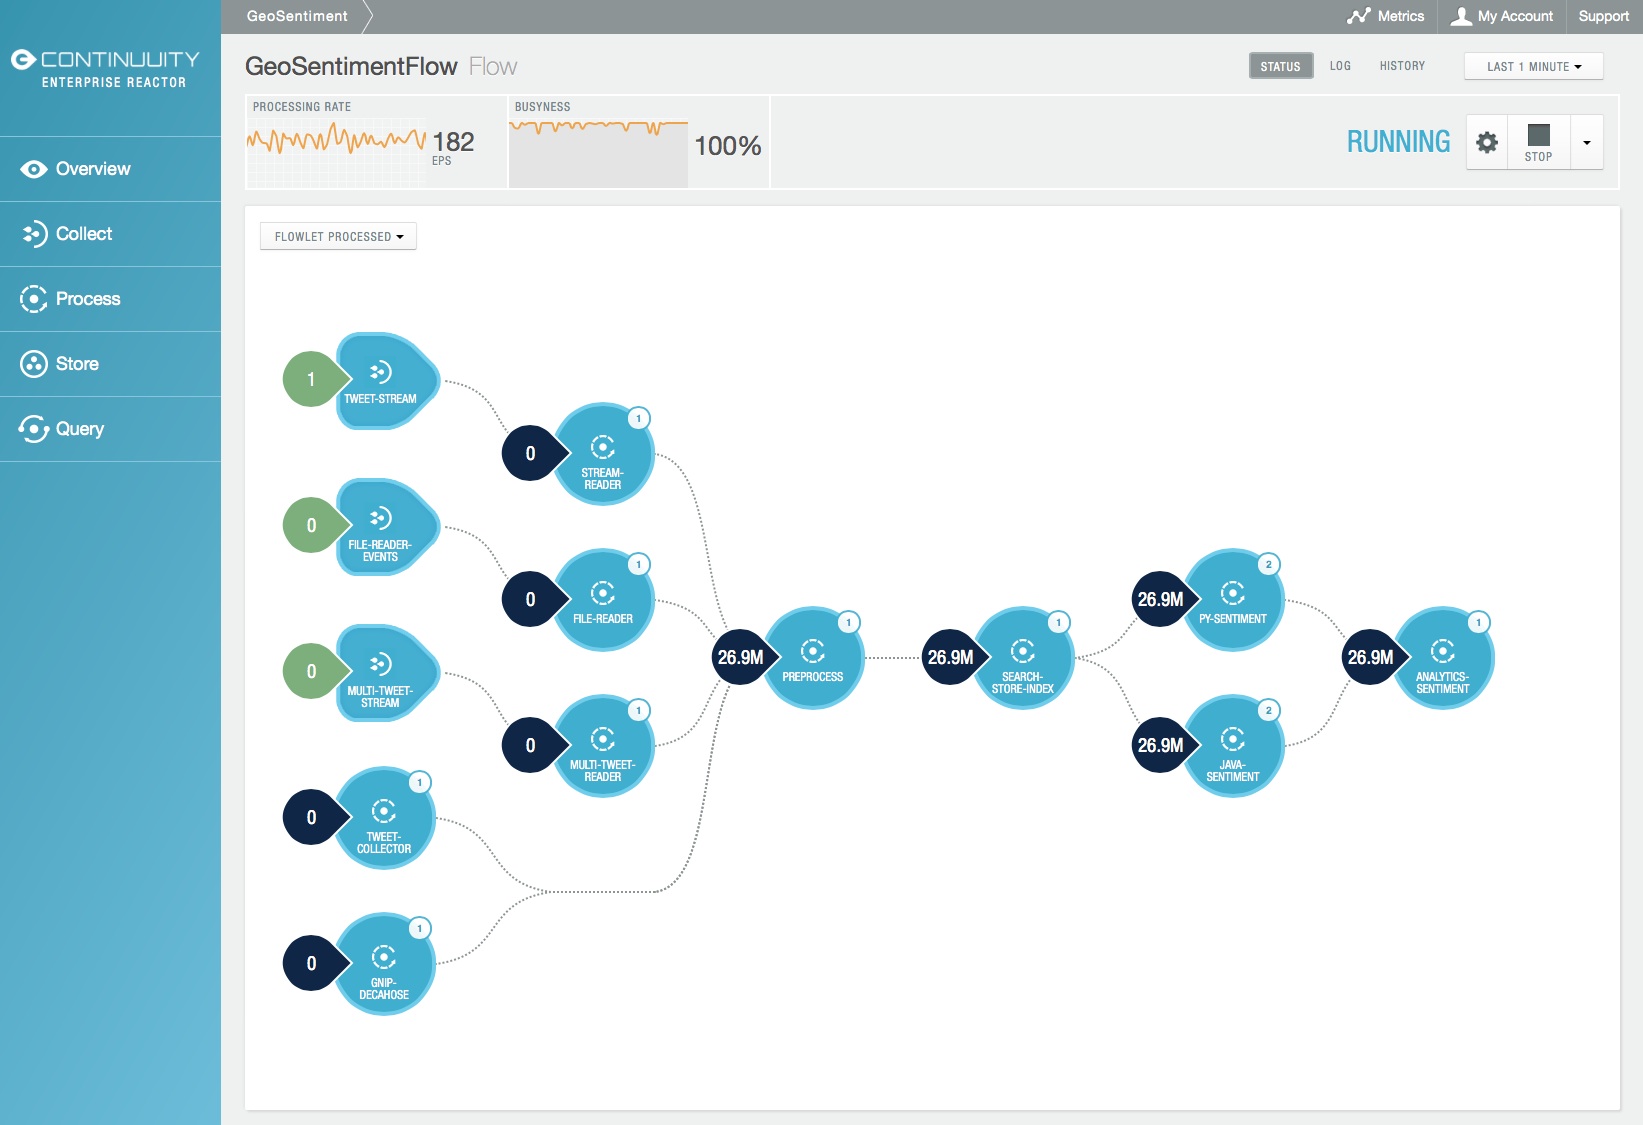 GeoSentiment
Metrics
My Account
Support
CONTINUUITY
ENTERPRISE REACTOR
Overview
Collect
Process
Store
Query
GeoSentimentFlow Flow
STATUS
LOG
HISTORY
LAST 1 MINUTE
PROCESSING RATE
182
EPS
BUSYNESS
100%
RUNNING
STOP
FLOWLET PROCESSED
1
TWEET-STREAM
0
1
STREAM-
READER
0
FILE-READER-
EVENTS
0
1
FILE-READER
0
MULTI-TWEET-
STREAM
0
1
MULTI-TWEET-
READER
0
1
TWEET-
COLLECTOR
0
1
GNIP-
DECAHOSE
26.9M
1
PREPROCESS
26.9M
1
SEARCH-
STORE-INDEX
26.9M
2
PY-SENTIMENT
26.9M
2
JAVA-
SENTIMENT
26.9M
1
ANALYTICS-
SENTIMENT